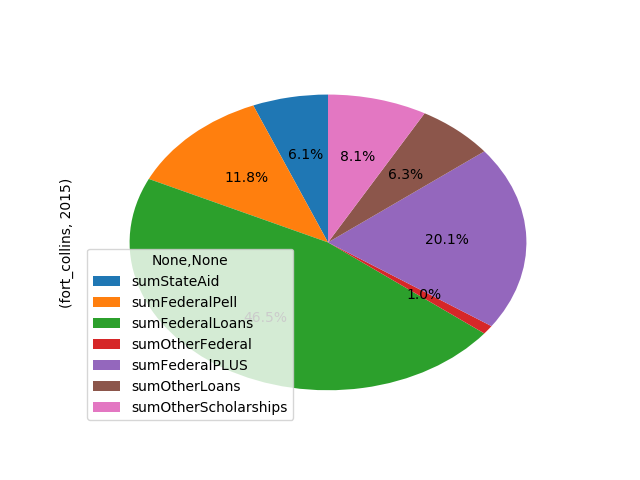 6.1%
8.1%
11.8%
6.3%
20.1%
1.0%
46.5%
(fort_collins, 2015)
None,None
sumStateAid
sumFederalPell
sumFederalLoans
sumOtherFederal
sumFederalPLUS
sumOtherLoans
sumOtherScholarships